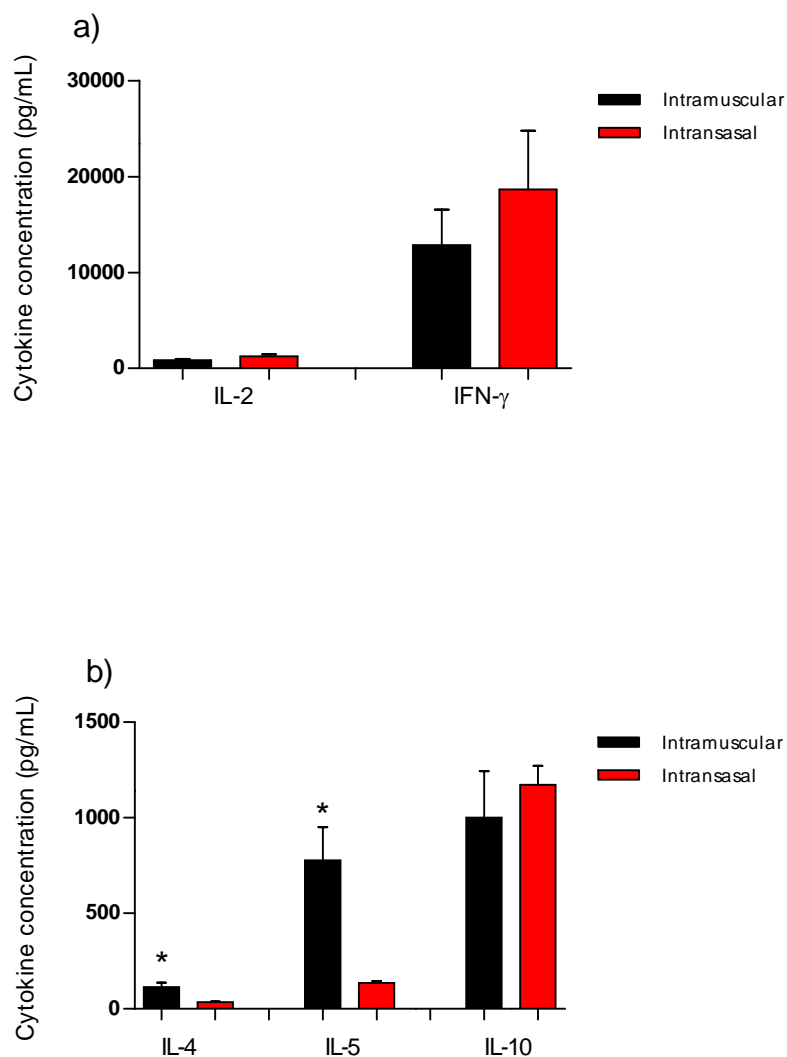 a)
Cytokine concentration (pg/mL)
30000
20000
10000
0
IL-2
IFN-γ
Intramuscular
Intransasal
b)
Cytokine concentration (pg/mL)
1500
1000
500
0
*
*
IL-4
IL-5
IL-10
Intramuscular
Intransasal